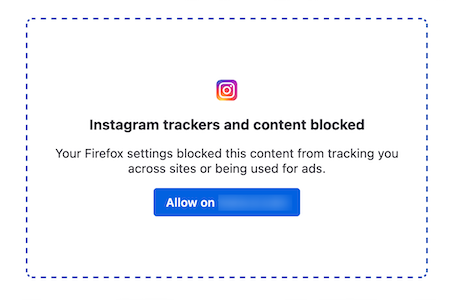 Instagram trackers and content blocked
Your Firefox settings blocked this content from tracking you
across sites or being used for ads.
Allow on